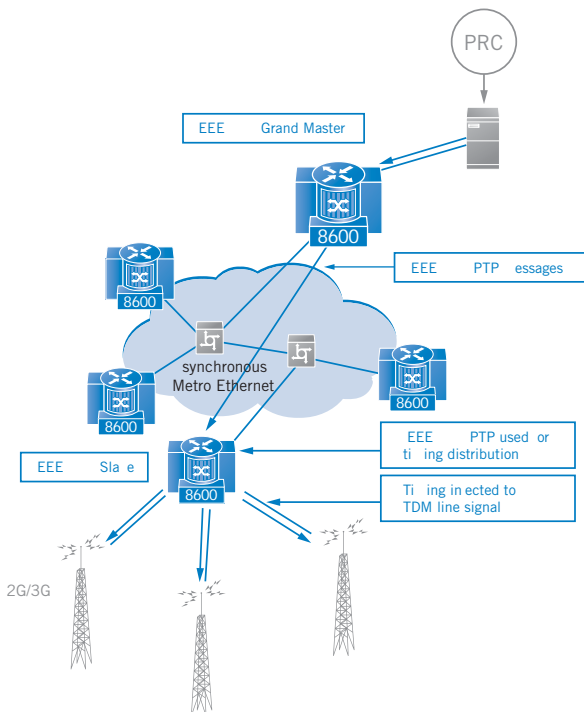 PRC
EEE Grand Master
8600
EEE PTP essages
8600
synchronous
Metro Ethernet
8600
8600
EEE PTP used or
ti ing distribution
EEE Sla e
8600
Ti ing in ected to
TDM line signal
2G/3G